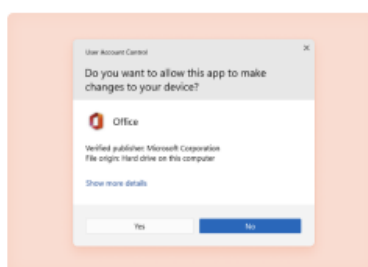 User Account Control
Do you want to allow this app to make
changes to your device?
Office
Verified publisher: Microsoft Corporation
File origin: Hard drive on this computer
Show more details
Yes
No